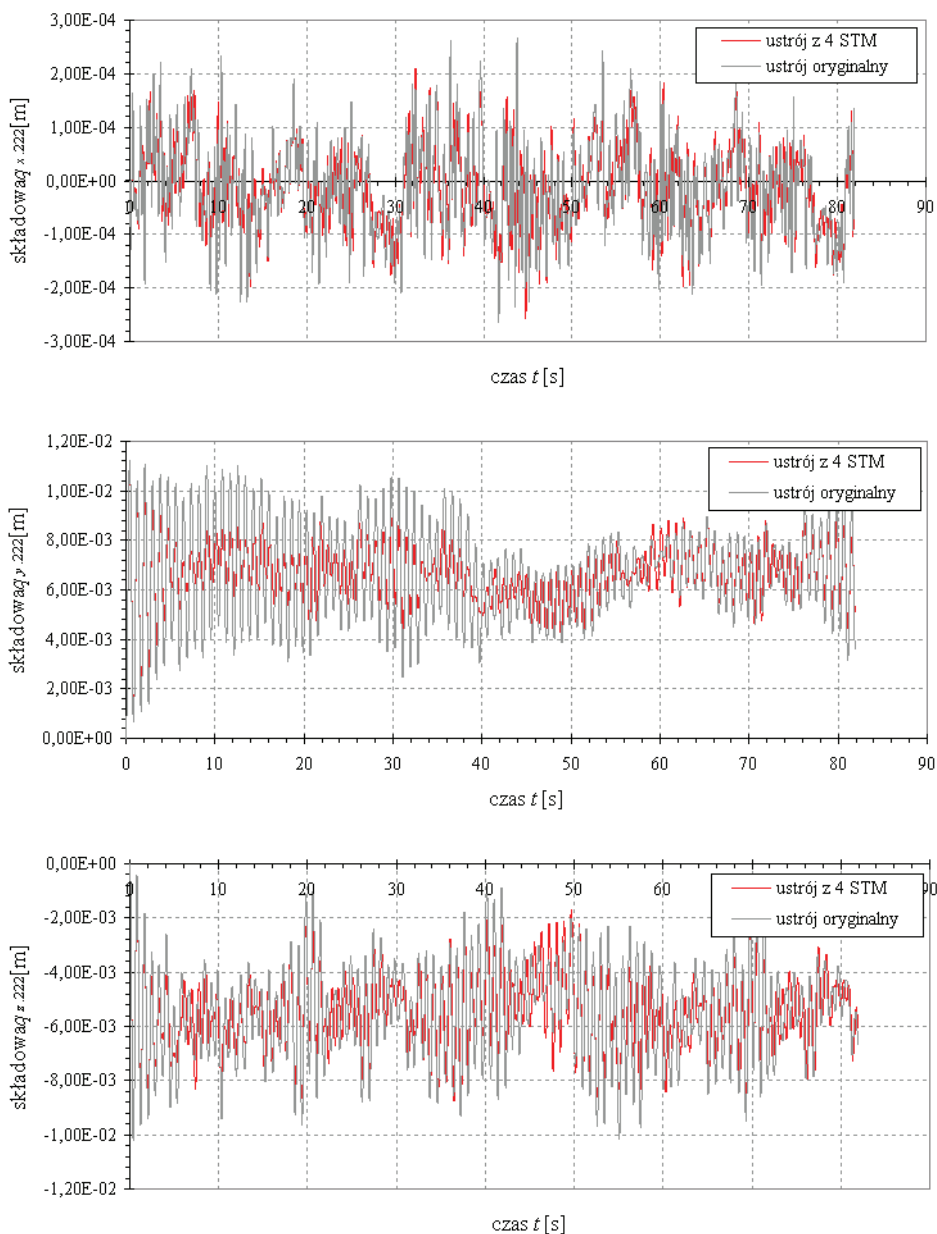 3,00E-04
2,00E-04
1,00E-04
0,00E+00
-1,00E-04
-2,00E-04
-3,00E-04
składowa q x .222 [m]
0 10 20 30 40 50 60 70 80 90
czas t [s]
ustrój z 4 STM
ustrój oryginalny
1,20E-02
1,00E-02
8,00E-03
6,00E-03
4,00E-03
2,00E-03
0,00E+00
składowa q y .222 [m]
0 10 20 30 40 50 60 70 80 90
czas t [s]
ustrój z 4 STM
ustrój oryginalny
0,00E+00
-2,00E-03
-4,00E-03
-6,00E-03
-8,00E-03
-1,00E-02
-1,20E-02
składowa q z .222 [m]
0 10 20 30 40 50 60 70 80 90
czas t [s]
ustrój z 4 STM
ustrój oryginalny